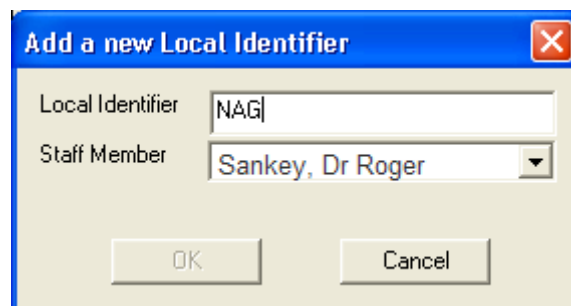 Add a new Local Identifier
Local Identifier NAG
Staff Member Sankey, Dr Roger
OK Cancel